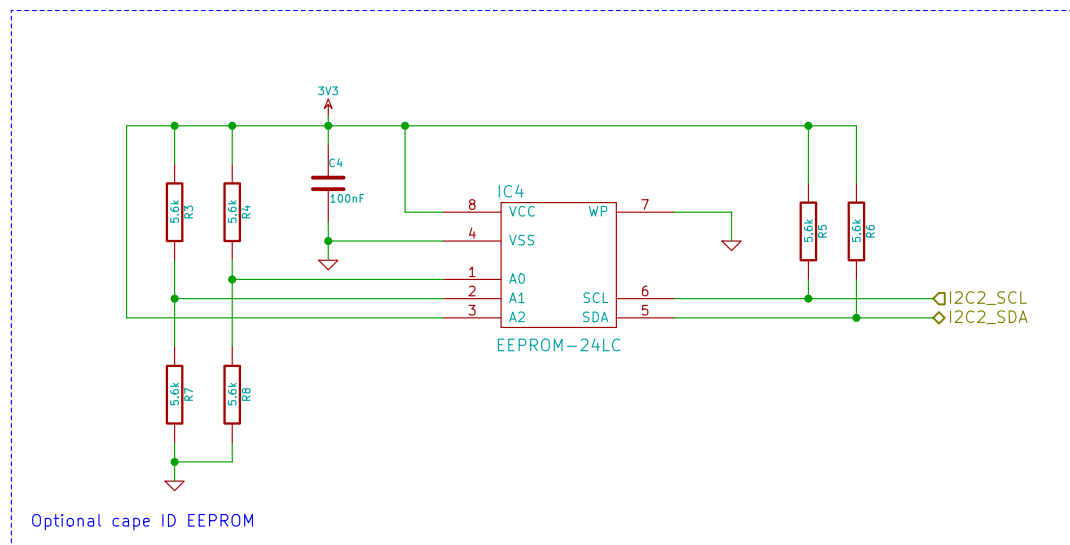 3V3
C4
100nF
5.6k
R3
5.6k
R4
IC4
8
VCC
WP
7
4
VSS
1
A0
2
A1
SCL
6
3
A2
SDA
5
EEPROM-24LC
5.6k
R5
5.6k
R6
I2C2_SCL
I2C2_SDA
5.6k
R7
5.6k
R8
Optional cape ID EEPROM